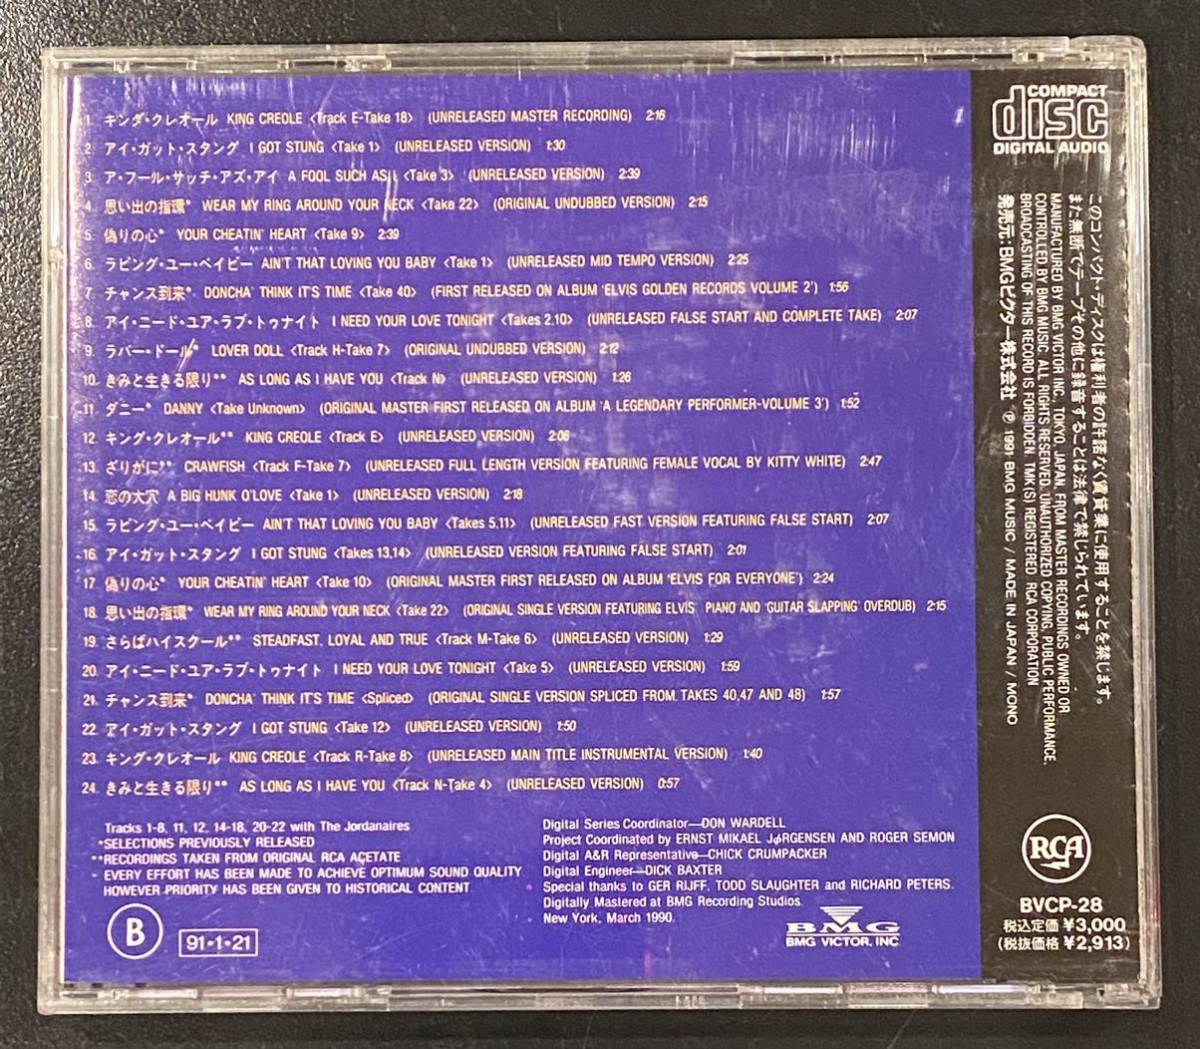 1. キング・クレオール KING CREOLE <Track E-Take 18> (UNRELEASED MASTER RECORDING) 2:16
2. アイ・ガット・スタング I GOT STUNG <Take 1> (UNRELEASED VERSION) 1:30
3. ア・フール・サッチ・アズ・アイ A FOOL SUCH AS I <Take 3> (UNRELEASED VERSION) 2:39
4. 思い出の指環* WEAR MY RING AROUND YOUR NECK <Take 22> (ORIGINAL UNDUBBED VERSION) 2:15
5. 偽りの心* YOUR CHEATIN' HEART <Take 9> 2:39
6. ラビング・ユー・ベイビー AIN'T THAT LOVING YOU BABY <Take 1> (UNRELEASED MID TEMPO VERSION) 2:25
7. チャンス到来* DONCHA' THINK IT'S TIME <Take 40> (FIRST RELEASED ON ALBUM 'ELVIS GOLDEN RECORDS VOLUME 2') 1:56
8. アイ・ニード・ユア・ラブ・トゥナイト I NEED YOUR LOVE TONIGHT <Takes 2,10> (UNRELEASED FALSE START AND COMPLETE TAKE) 2:07
9. ラバー・ドール* LOVER DOLL <Track H-Take 7> (ORIGINAL UNDUBBED VERSION) 2:12
10. きみと生きる限り** AS LONG AS I HAVE YOU <Track N> (UNRELEASED VERSION) 1:26
11. ダニー* DANNY <Take Unknown> (ORIGINAL MASTER FIRST RELEASED ON ALBUM 'A LEGENDARY PERFORMER-VOLUME 3') 1:52
12. キング・クレオール** KING CREOLE <Track E> (UNRELEASED VERSION) 2:06
13. ざりがに** CRAWFISH <Track F-Take 7> (UNRELEASED FULL LENGTH VERSION FEATURING FEMALE VOCAL BY KITTY WHITE) 2:47
14. 恋の大穴 A BIG HUNK O'LOVE <Take 1> (UNRELEASED VERSION) 2:18
15. ラビング・ユー・ベイビー AIN'T THAT LOVING YOU BABY <Takes 5,11> (UNRELEASED FAST VERSION FEATURING FALSE START) 2:07
16. アイ・ガット・スタング I GOT STUNG <Takes 13,14> (UNRELEASED VERSION FEATURING FALSE START) 2:01
17. 偽りの心* YOUR CHEATIN' HEART <Take 10> (ORIGINAL MASTER FIRST RELEASED ON ALBUM 'ELVIS FOR EVERYONE') 2:24
18. 思い出の指環* WEAR MY RING AROUND YOUR NECK <Take 22> (ORIGINAL SINGLE VERSION FEATURING ELVIS' PIANO AND 'GUITAR SLAPPING' OVERDUB) 2:15
19. さらばハイスクール** STEADFAST, LOYAL AND TRUE <Track M-Take 6> (UNRELEASED VERSION) 1:29
20. アイ・ニード・ユア・ラブ・トゥナイト I NEED YOUR LOVE TONIGHT <Take 5> (UNRELEASED VERSION) 1:59
21. チャンス到来* DONCHA' THINK IT'S TIME <Spliced> (ORIGINAL SINGLE VERSION SPLICED FROM TAKES 40,47 AND 48) 1:57
22. アイ・ガット・スタング I GOT STUNG <Take 12> (UNRELEASED VERSION) 1:50
23. キング・クレオール KING CREOLE <Track R-Take 8> (UNRELEASED MAIN TITLE INSTRUMENTAL VERSION) 1:40
24. きみと生きる限り** AS LONG AS I HAVE YOU <Track N-Take 4> (UNRELEASED VERSION) 0:57
Tracks 1-8, 11, 12, 14-18, 20-22 with The Jordanaires
*SELECTIONS PREVIOUSLY RELEASED
**RECORDINGS TAKEN FROM ORIGINAL RCA ACETATE
- EVERY EFFORT HAS BEEN MADE TO ACHIEVE OPTIMUM SOUND QUALITY
HOWEVER PRIORITY HAS BEEN GIVEN TO HISTORICAL CONTENT
B
91・1・21
Digital Series Coordinator—DON WARDELL
Project Coordinated by ERNST MIKAEL JøRGENSEN AND ROGER SEMON
Digital A&R Representative—CHICK CRUMPACKER
Digital Engineer—DICK BAXTER
Special thanks to GER RIJFF, TODD SLAUGHTER and RICHARD PETERS.
Digitally Mastered at BMG Recording Studios
New York, March 1990
BMG
BMG VICTOR, INC.
COMPACT
disc
DIGITAL AUDIO
このコンパクト・ディスクは権利者の許諾なく賃貸業に使用することを禁じます。
また無断でテープその他に録音することは法律で禁じられています。
MANUFACTURED BY BMG VICTOR INC., TOKYO, JAPAN, FROM MASTER RECORDINGS OWNED OR
CONTROLLED BY BMG MUSIC. ALL RIGHTS RESERVED. UNAUTHORIZED COPYING, PUBLIC PERFORMANCE,
BROADCASTING OF THIS RECORD IS FORBIDDEN. TMK(S) REGISTERED RCA CORPORATION
発売元:BMGビクター株式会社 ℗ 1991 BMG MUSIC / MADE IN JAPAN / MONO
RCA
BVCP-28
税込定価 ¥3,000
(税抜価格 ¥2,913)